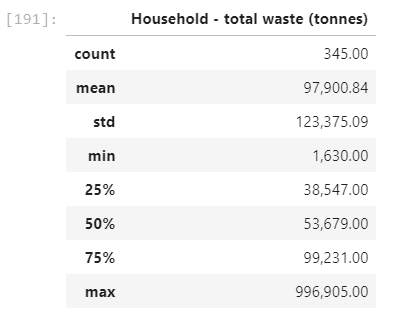 [191]: Household - total waste (tonnes)
count 345.00
mean 97,900.84
std 123,375.09
min 1,630.00
25% 38,547.00
50% 53,679.00
75% 99,231.00
max 996,905.00